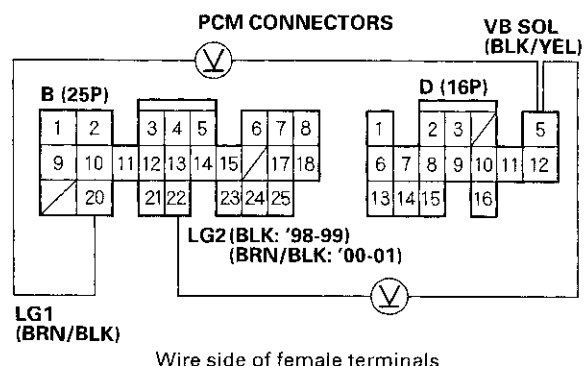 PCM CONNECTORS
VB SOL
(BLK/YEL)
V
B (25P)
D (16P)
1 2 3 4 5 6 7 8
9 10 11 12 13 14 15 17 18
20 21 22 23 24 25
1 2 3 5
6 7 8 9 10 11 12
13 14 15 16
LG2 (BLK: '98-99)
(BRN/BLK: '00-01)
V
LG1
(BRN/BLK)
Wire side of female terminals